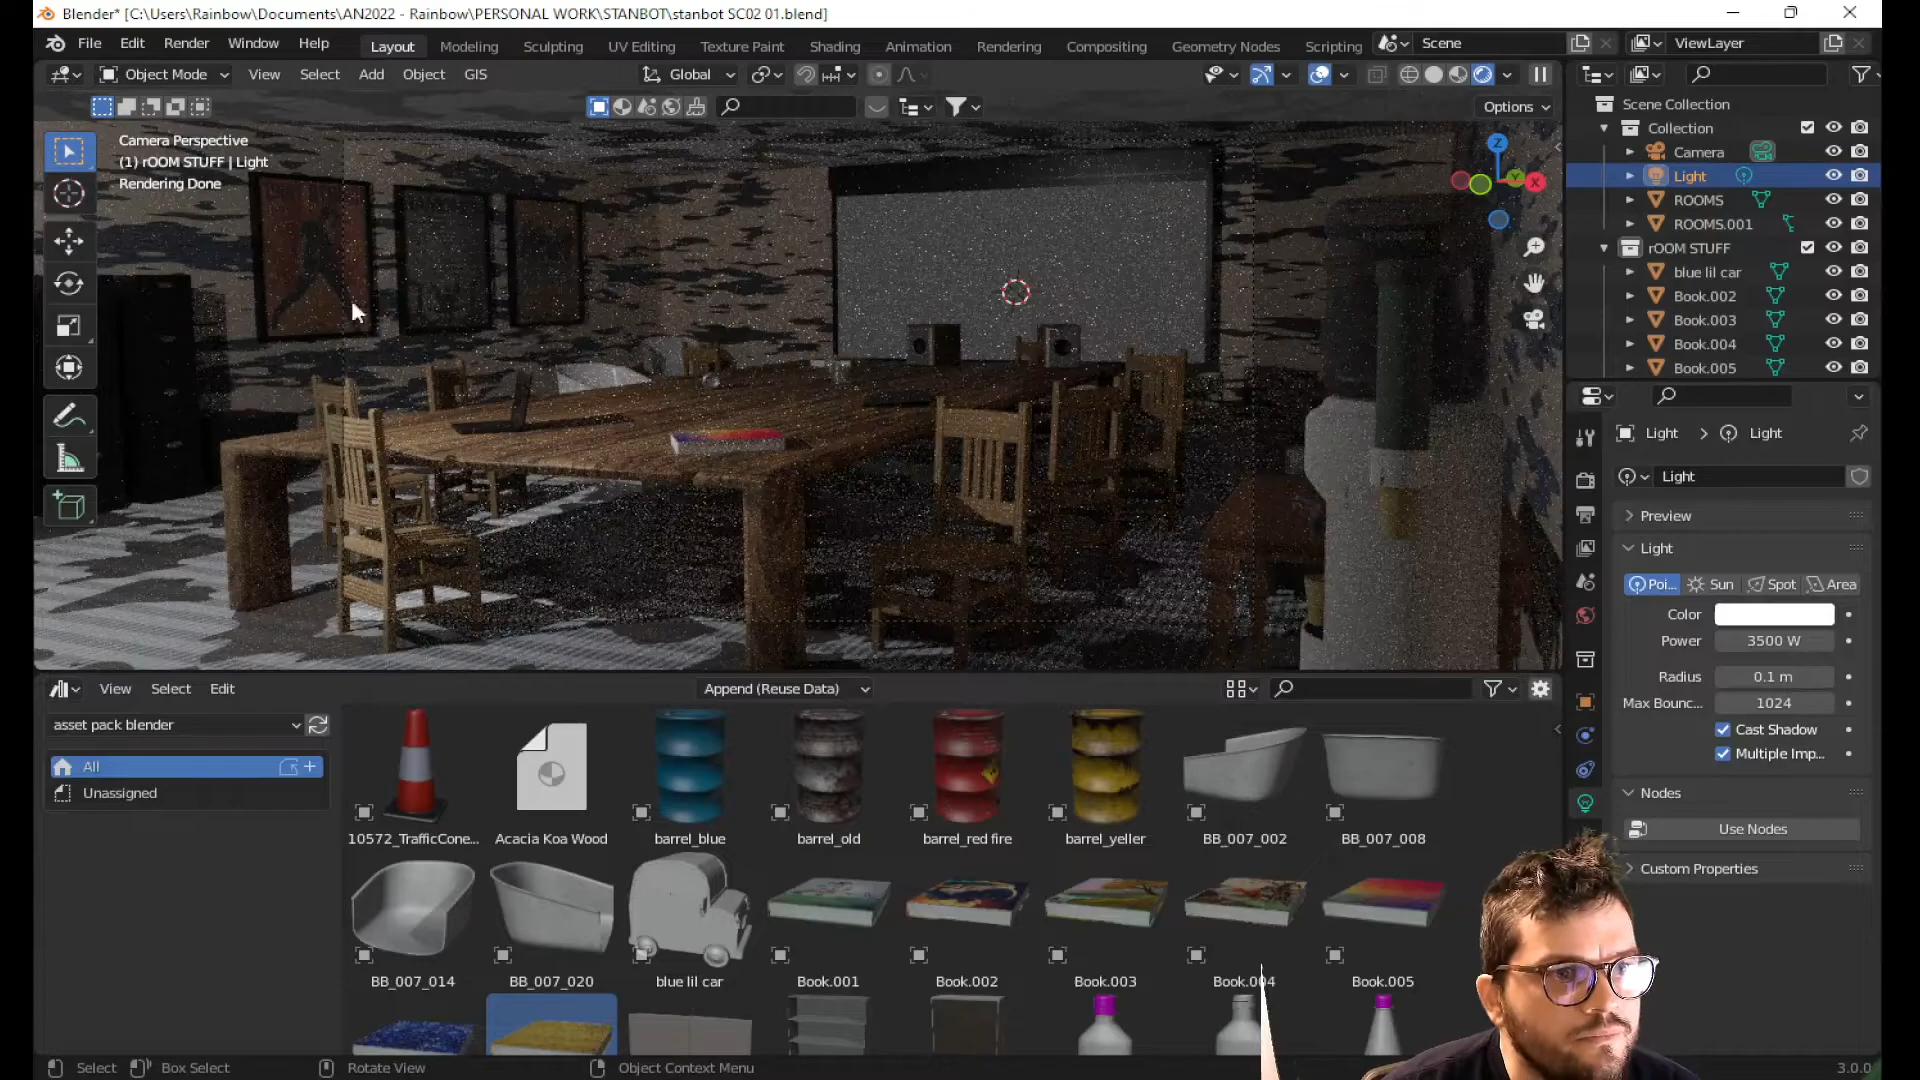 Blender* [C:\Users\Rainbow\Documents\AN2022 - Rainbow\PERSONAL WORK\STANBOT\stanbot SC02 01.blend]
File Edit Render Window Help Layout Modeling Sculpting UV Editing Texture Paint Shading Animation Rendering Compositing Geometry Nodes Scripting Scene ViewLayer
Object Mode View Select Add Object GIS Global
Options
Camera Perspective
(1) rOOM STUFF | Light
Rendering Done
Z
Y
X
Scene Collection
Collection
Camera
Light
ROOMS
ROOMS.001
rOOM STUFF
blue lil car
Book.002
Book.003
Book.004
Book.005
Light > Light
Light
Preview
Light
Poi... Sun Spot Area
Color
Power 3500 W
Radius 0.1 m
Max Bounc... 1024
Cast Shadow
Multiple Imp...
Nodes
Use Nodes
Custom Properties
View Select Edit Append (Reuse Data)
asset pack blender
All
Unassigned
10572_TrafficCone... Acacia Koa Wood barrel_blue barrel_old barrel_red fire barrel_yeller BB_007_002 BB_007_008
BB_007_014 BB_007_020 blue lil car Book.001 Book.002 Book.003 Book.004 Book.005
Select Box Select Rotate View Object Context Menu 3.0.0